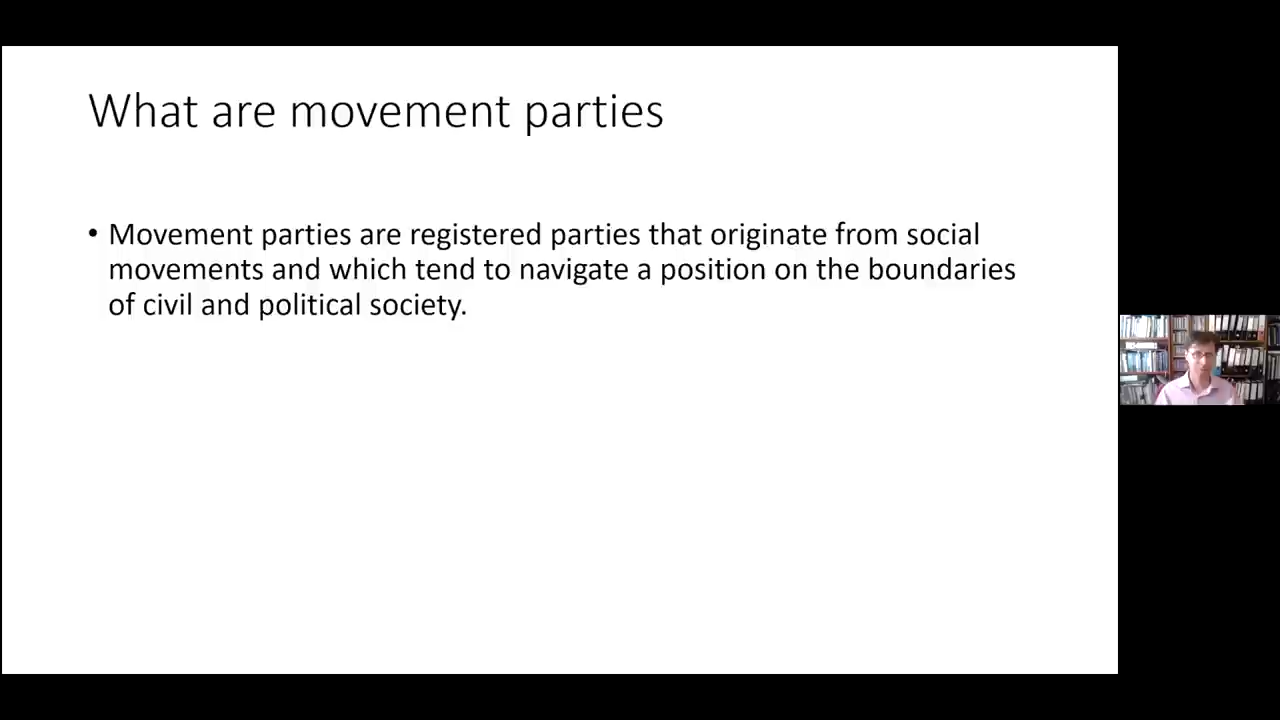 What are movement parties
• Movement parties are registered parties that originate from social
movements and which tend to navigate a position on the boundaries
of civil and political society.